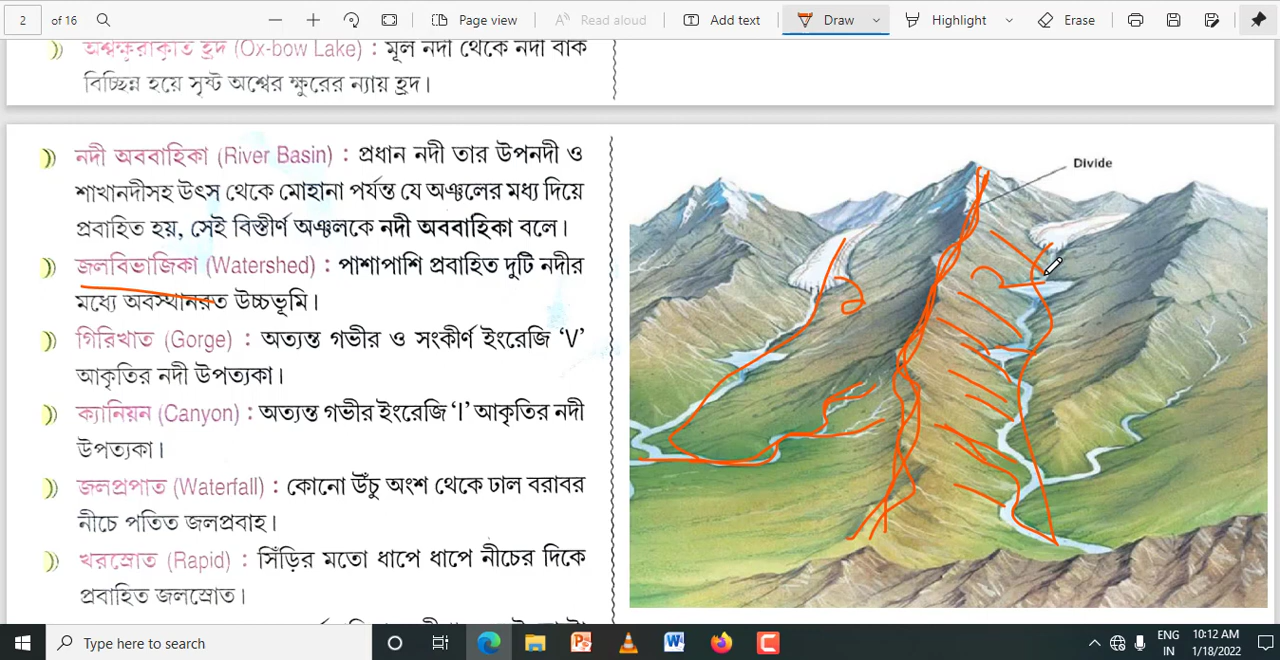 2 of 16 Page view Read aloud Add text Draw Highlight Erase
অশ্বক্ষুরাকৃতি হ্রদ (Ox-bow Lake) : মূল নদী থেকে নদী বাঁক
বিচ্ছিন্ন হয়ে সৃষ্ট অশ্বের ক্ষুরের ন্যায় হ্রদ।
নদী অববাহিকা (River Basin) : প্রধান নদী তার উপনদী ও
শাখানদীসহ উৎস থেকে মোহানা পর্যন্ত যে অঞ্চলের মধ্য দিয়ে
প্রবাহিত হয়, সেই বিস্তীর্ণ অঞ্চলকে নদী অববাহিকা বলে।
জলবিভাজিকা (Watershed) : পাশাপাশি প্রবাহিত দুটি নদীর
মধ্যে অবস্থানরত উচ্চভূমি।
গিরিখাত (Gorge) : অত্যন্ত গভীর ও সংকীর্ণ ইংরেজি ‘V’
আকৃতির নদী উপত্যকা।
ক্যানিয়ন (Canyon) : অত্যন্ত গভীর ইংরেজি ‘I’ আকৃতির নদী
উপত্যকা।
জলপ্রপাত (Waterfall) : কোনো উঁচু অংশ থেকে ঢাল বরাবর
নীচে পতিত জলপ্রবাহ।
খরস্রোত (Rapid) : সিঁড়ির মতো ধাপে ধাপে নীচের দিকে
প্রবাহিত জলস্রোত।
Divide
Type here to search
ENG
IN
10:12 AM
1/18/2022